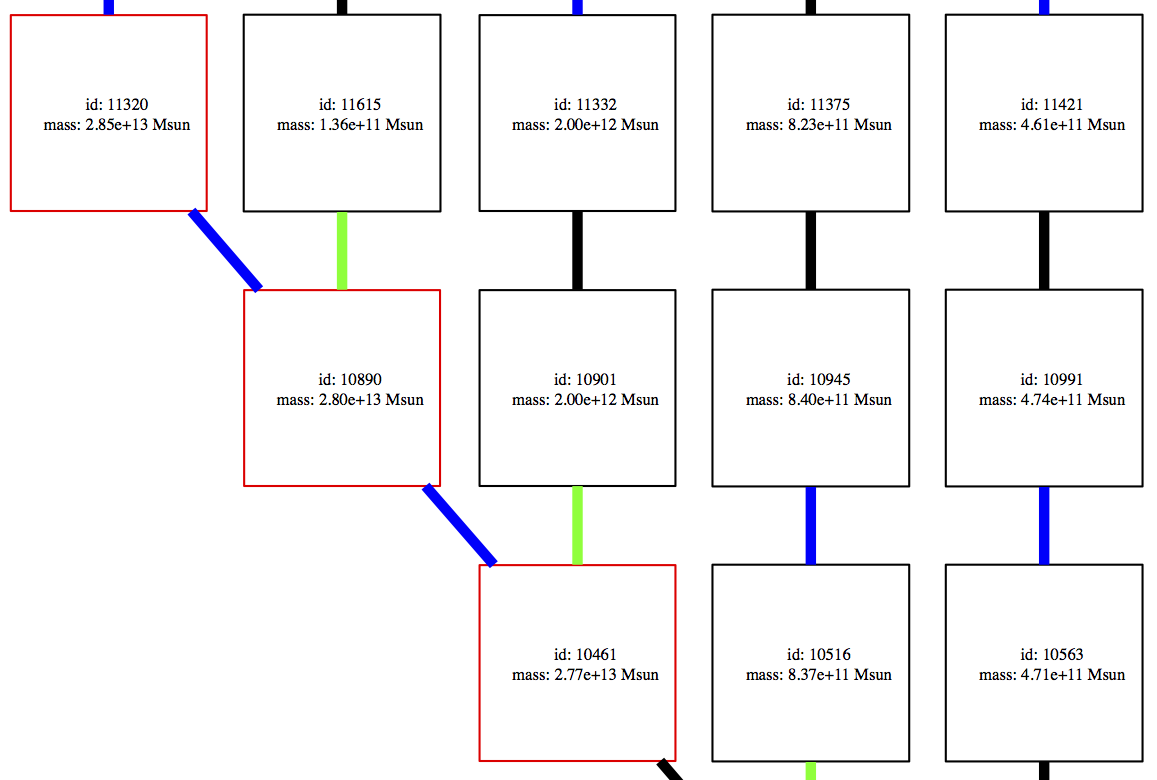 id: 11320
mass: 2.85e+13 Msun
id: 11615
mass: 1.36e+11 Msun
id: 11332
mass: 2.00e+12 Msun
id: 11375
mass: 8.23e+11 Msun
id: 11421
mass: 4.61e+11 Msun
id: 10890
mass: 2.80e+13 Msun
id: 10901
mass: 2.00e+12 Msun
id: 10945
mass: 8.40e+11 Msun
id: 10991
mass: 4.74e+11 Msun
id: 10461
mass: 2.77e+13 Msun
id: 10516
mass: 8.37e+11 Msun
id: 10563
mass: 4.71e+11 Msun